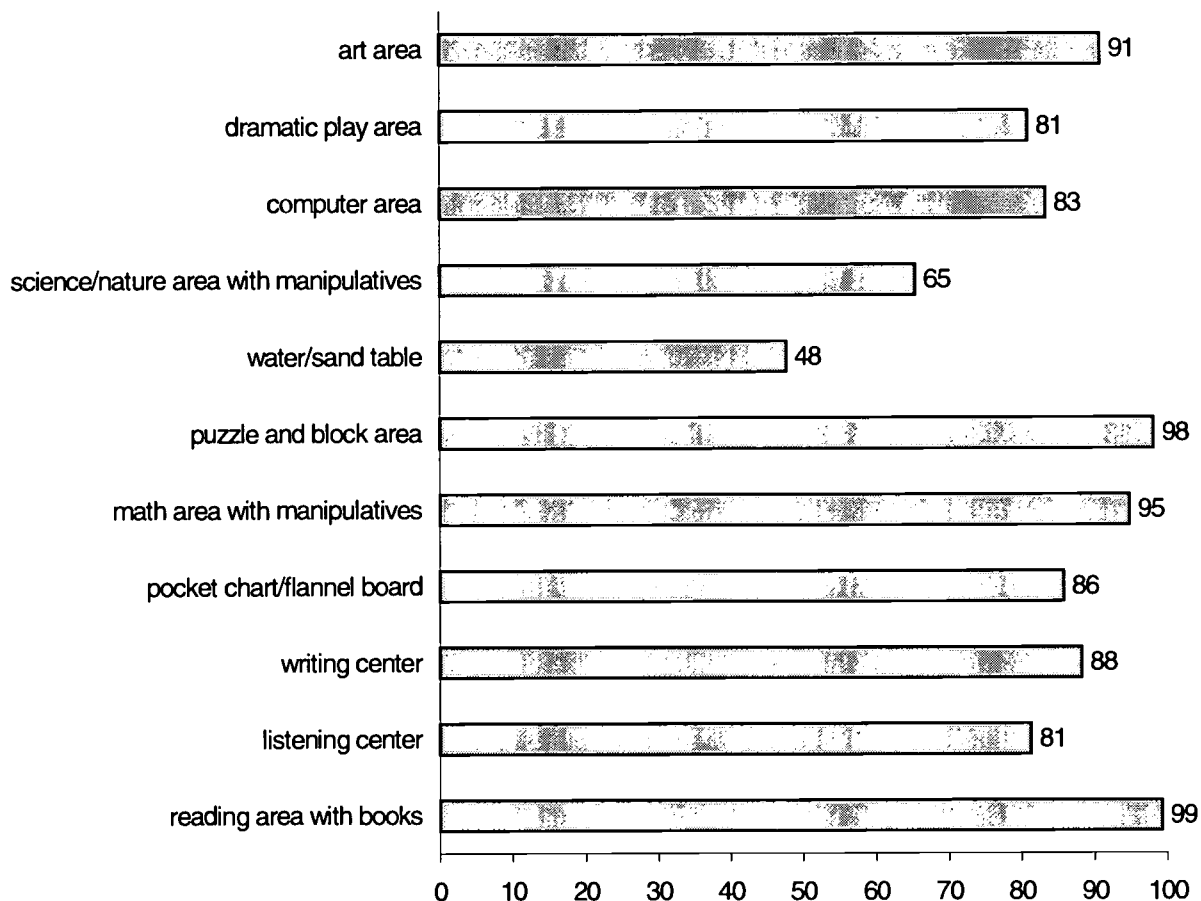 art area 91
dramatic play area 81
computer area 83
science/nature area with manipulatives 65
water/sand table 48
puzzle and block area 98
math area with manipulatives 95
pocket chart/flannel board 86
writing center 88
listening center 81
reading area with books 99
0 10 20 30 40 50 60 70 80 90 100